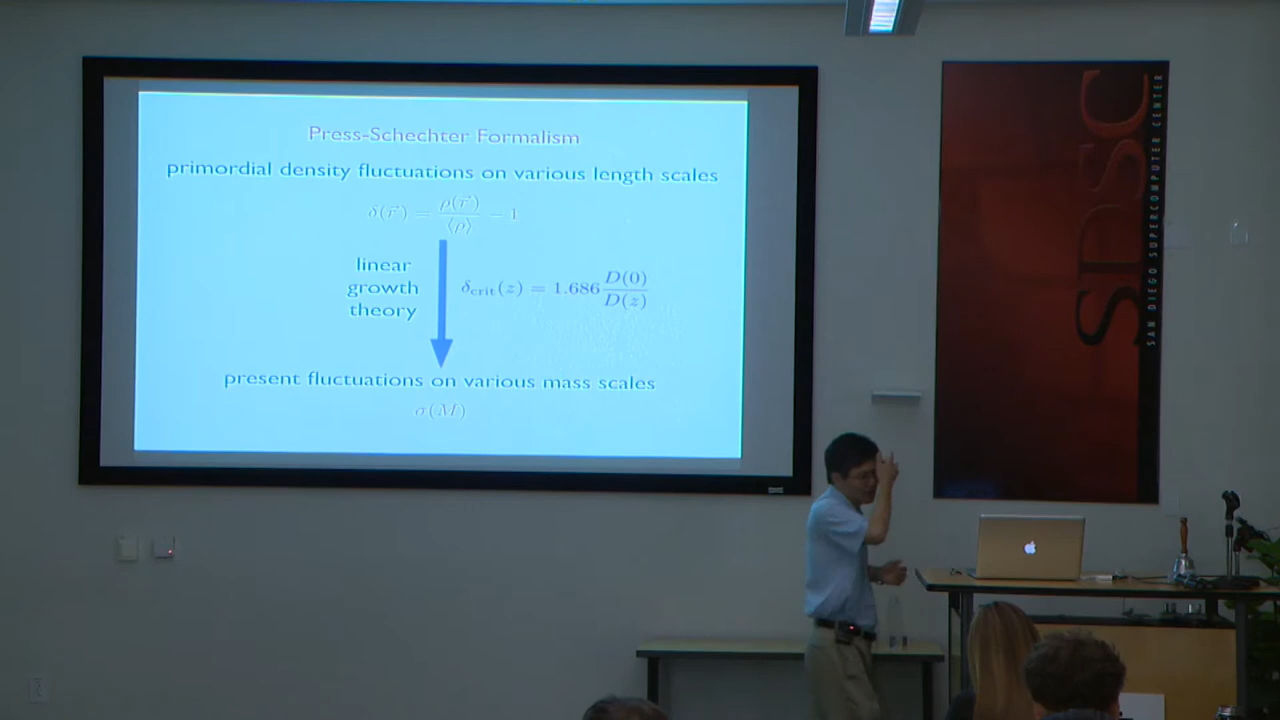 Press-Schechter Formalism
primordial density fluctuations on various length scales
δ(r⃗) = ρ(r⃗)/⟨ρ⟩ − 1
linear
growth
theory
δcrit(z) = 1.686 D(0)/D(z)
present fluctuations on various mass scales
σ(M)
SDSC
SAN DIEGO SUPERCOMPUTER CENTER